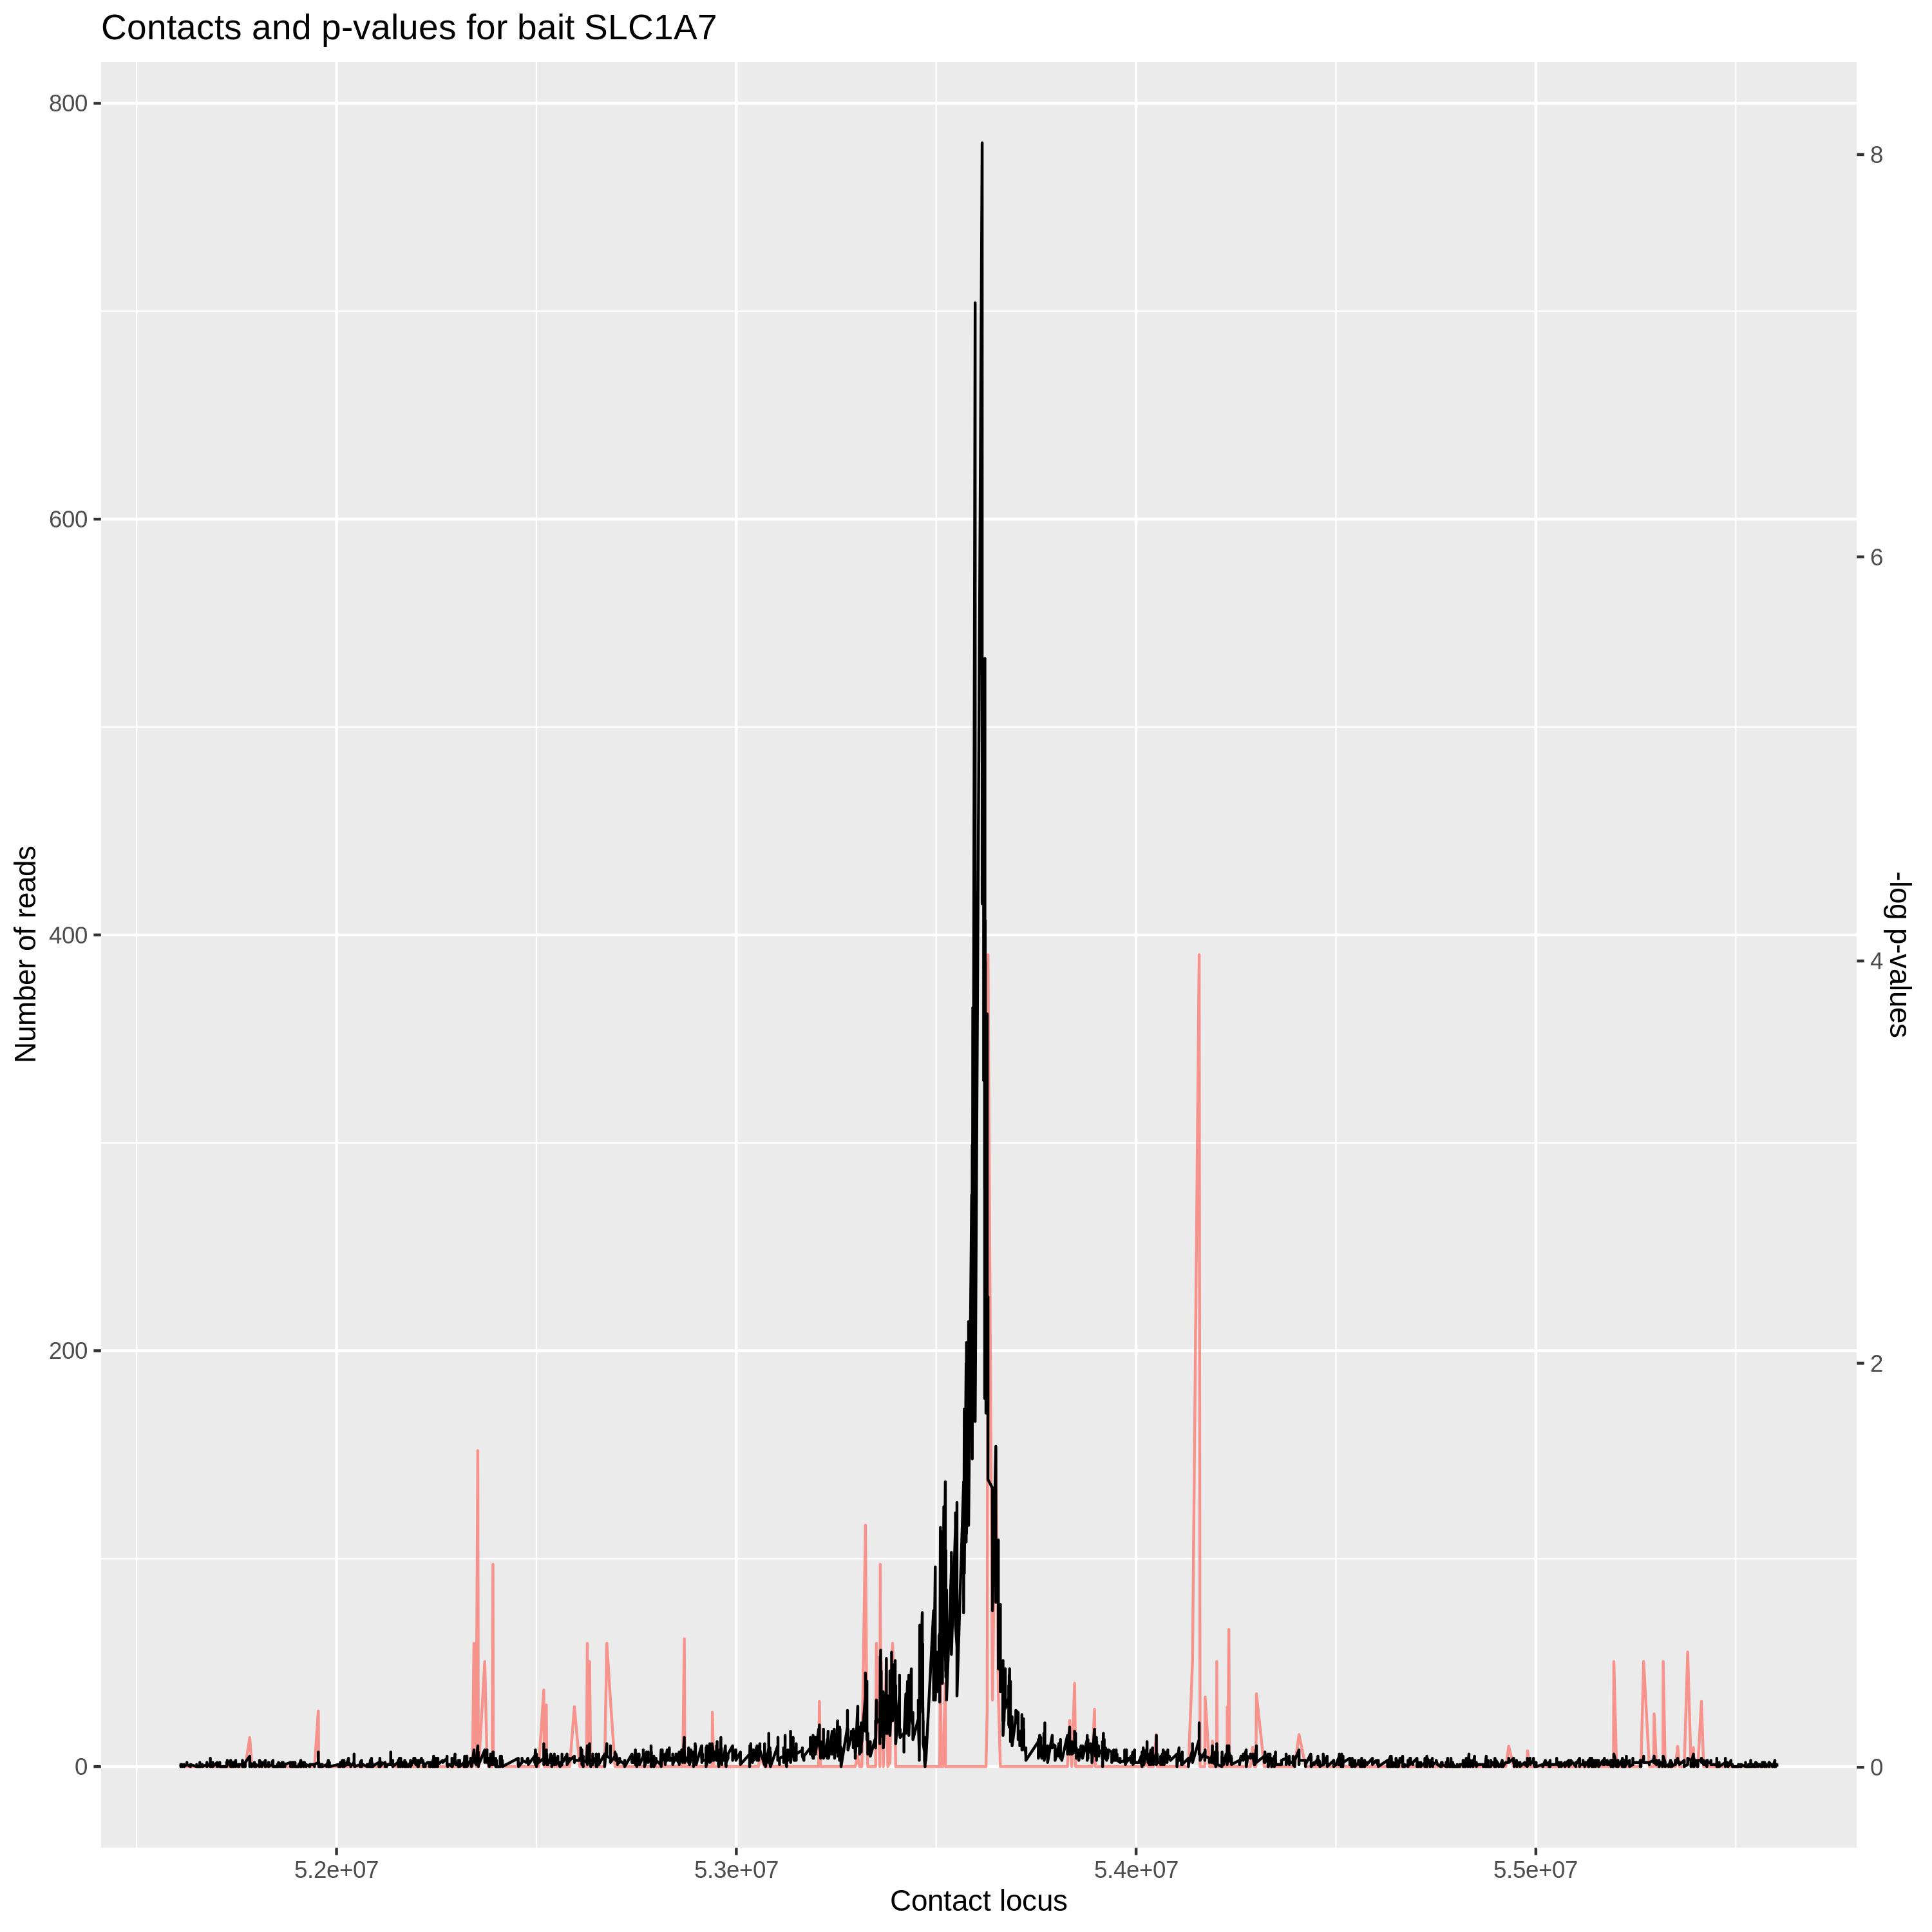 Contacts and p-values for bait SLC1A7
800
600
400
200
0
Number of reads
8
6
4
2
0
-log p-values
5.2e+07
5.3e+07
5.4e+07
5.5e+07
Contact locus